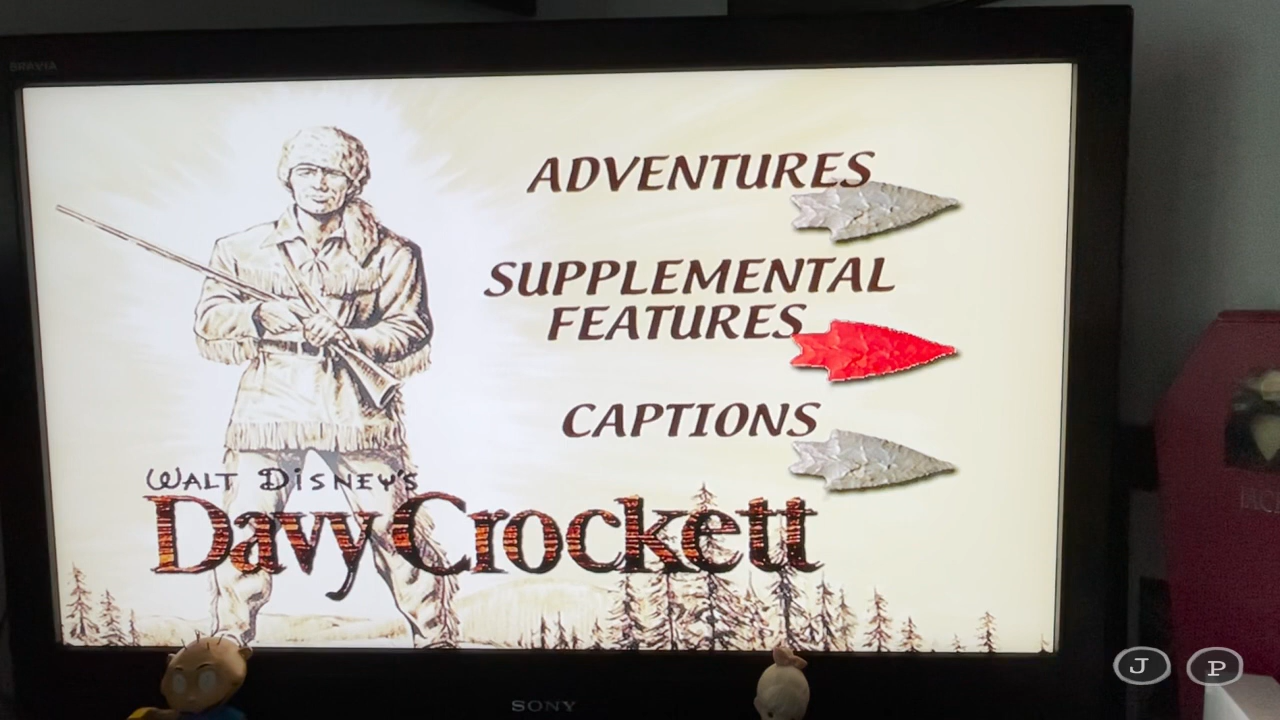 BRAVIA
ADVENTURES
SUPPLEMENTAL
FEATURES
CAPTIONS
WALT DISNEY'S
Davy Crockett
SONY
J P